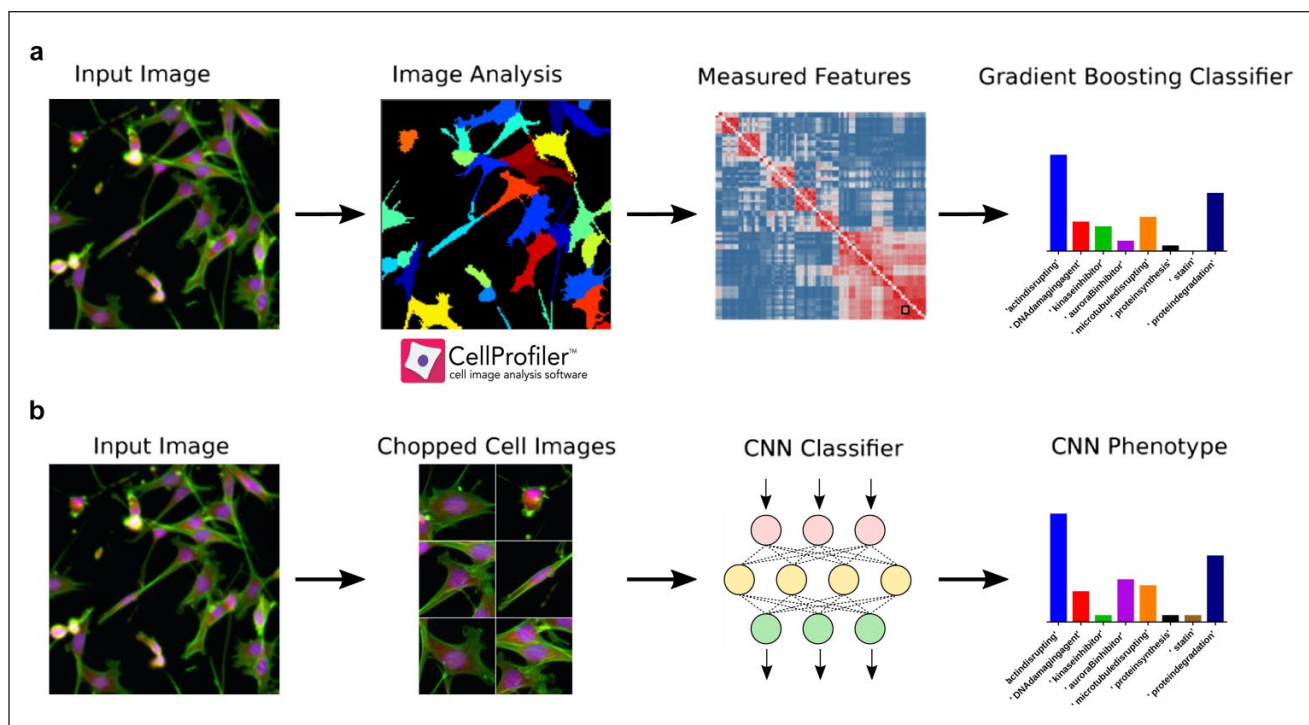 a
Input Image
Image Analysis
Measured Features
Gradient Boosting Classifier
'actindisrupting'
' DNAdamagingagent'
' kinaseinhibitor'
' auroraBinhibitor'
' microtubuledisrupting'
' proteinsynthesis'
' statin'
' proteindegradation'
CellProfiler™
cell image analysis software
b
Input Image
Chopped Cell Images
CNN Classifier
CNN Phenotype
'actindisrupting'
' DNAdamagingagent'
' kinaseinhibitor'
' auroraBinhibitor'
' microtubuledisrupting'
' proteinsynthesis'
' statin'
' proteindegradation'